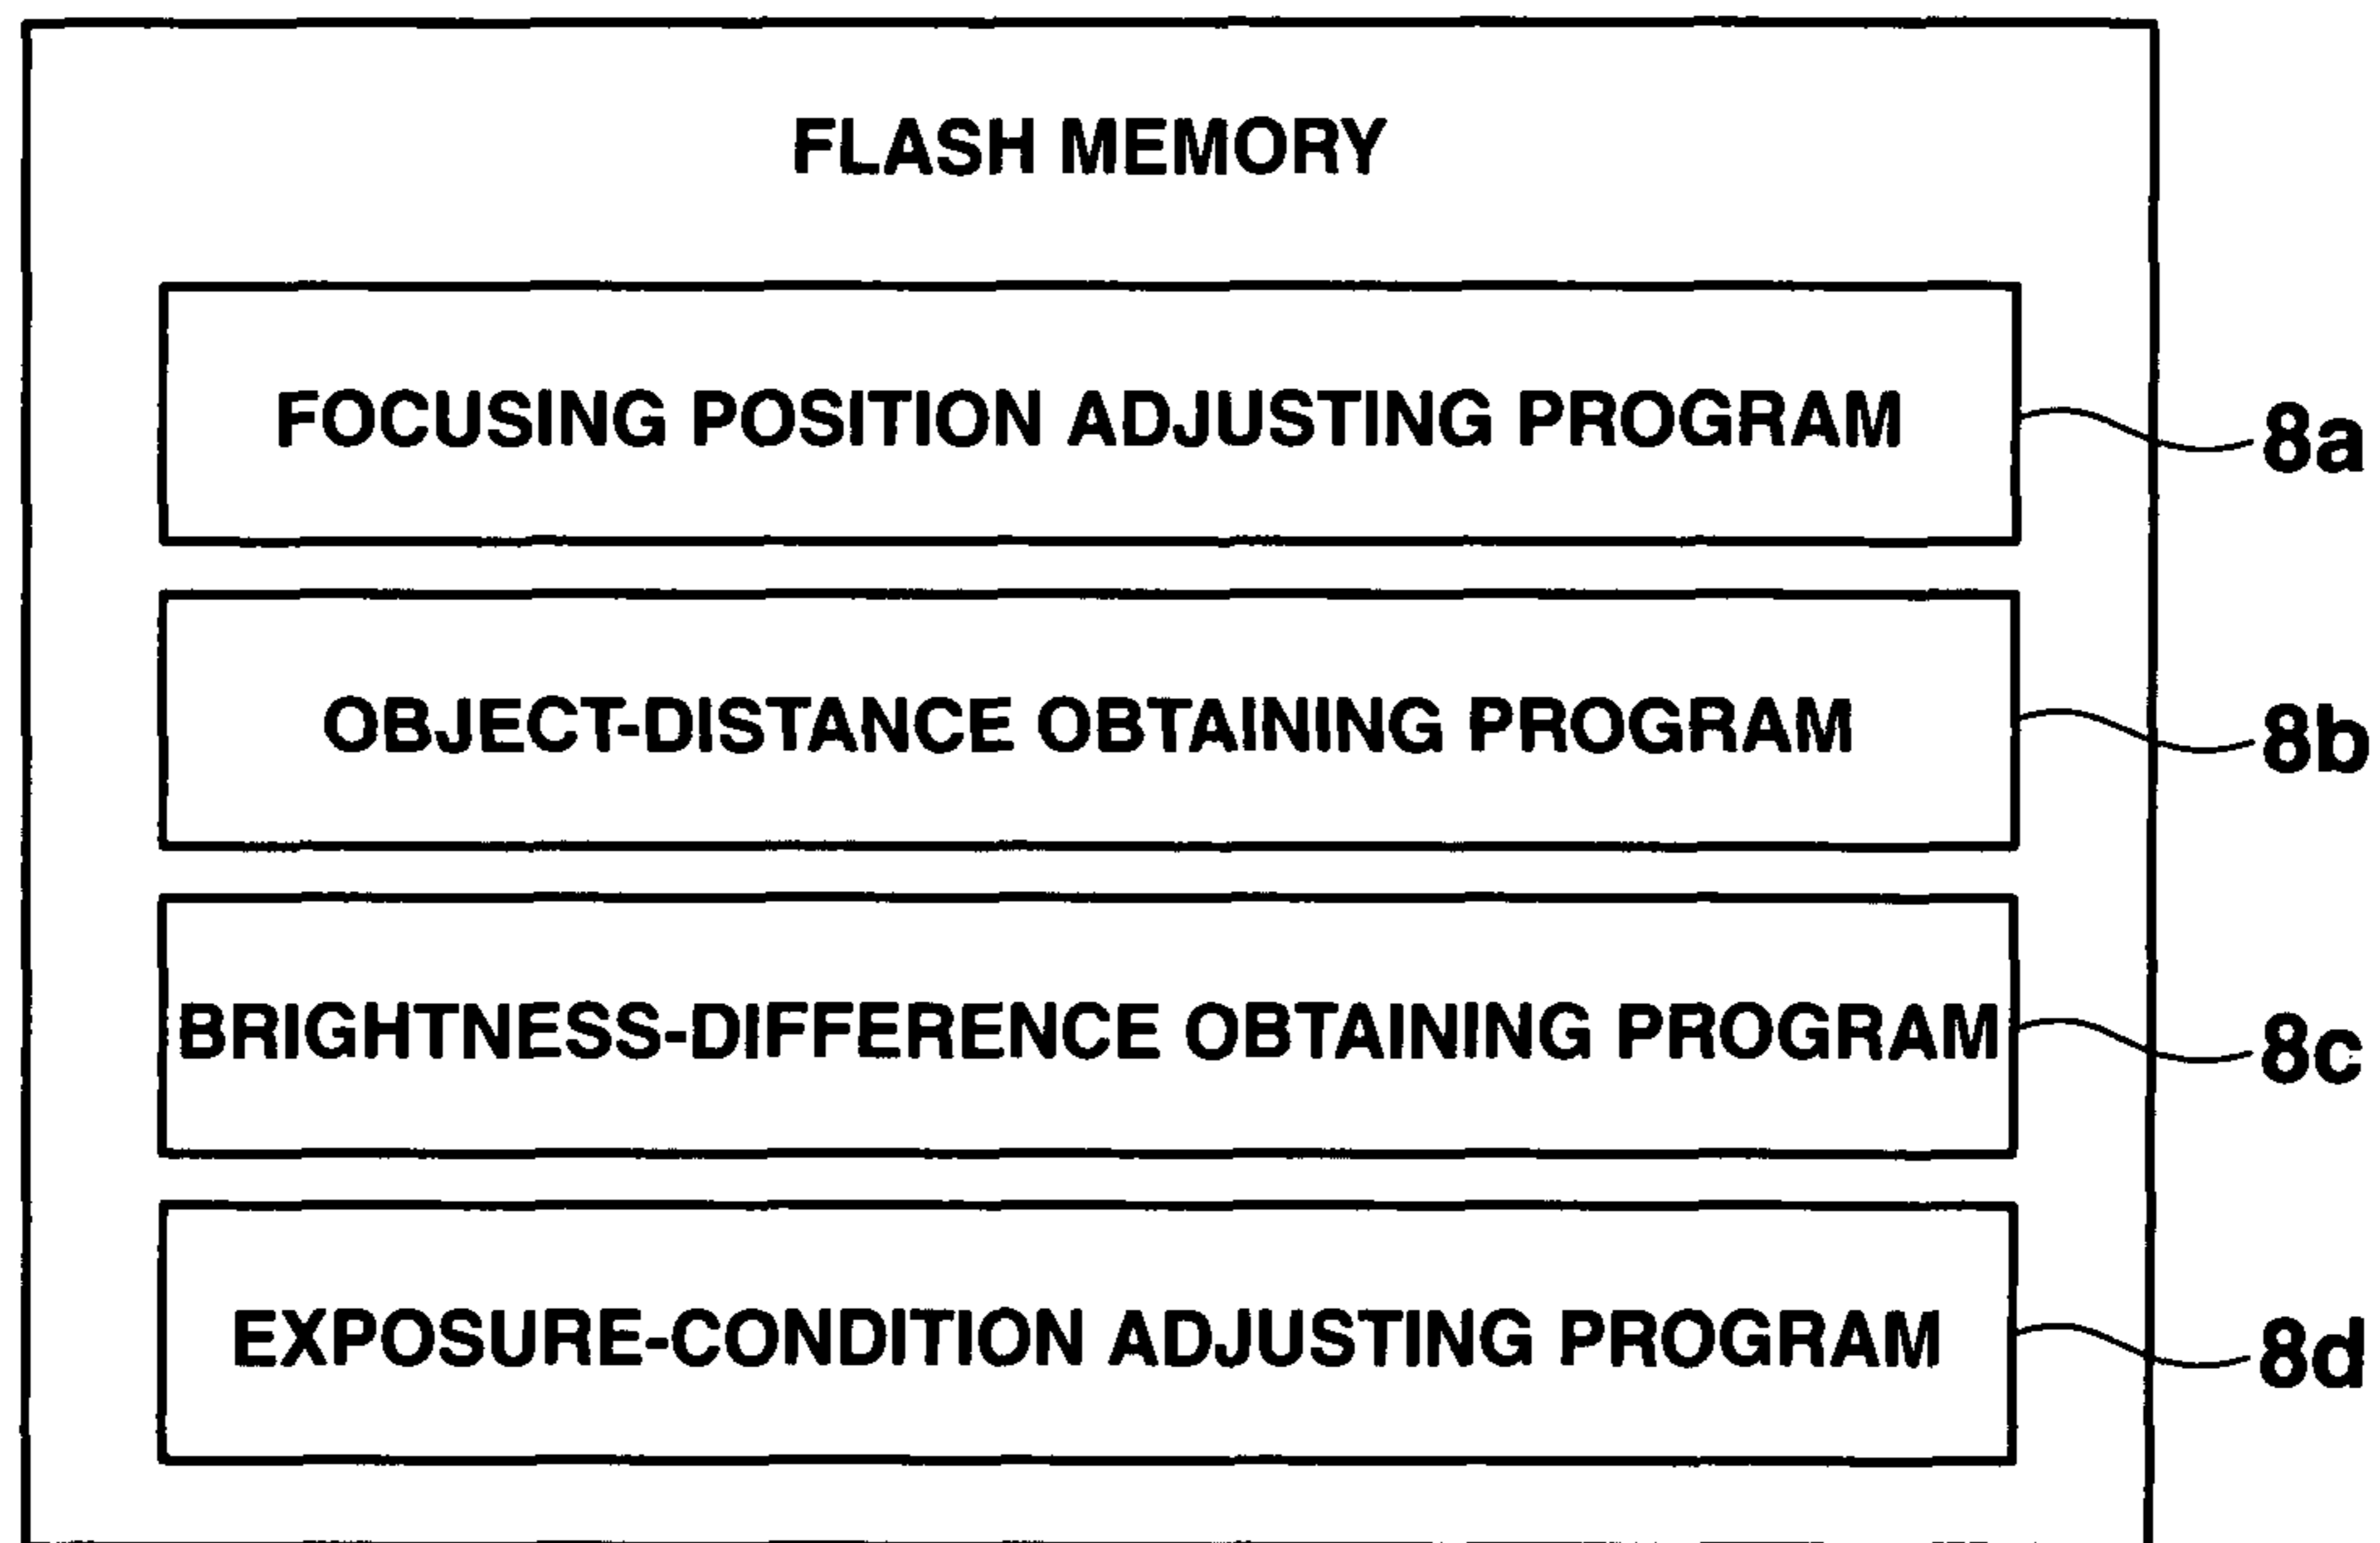 FLASH MEMORY
FOCUSING POSITION ADJUSTING PROGRAM
8a
OBJECT-DISTANCE OBTAINING PROGRAM
8b
BRIGHTNESS-DIFFERENCE OBTAINING PROGRAM
8c
EXPOSURE-CONDITION ADJUSTING PROGRAM
8d